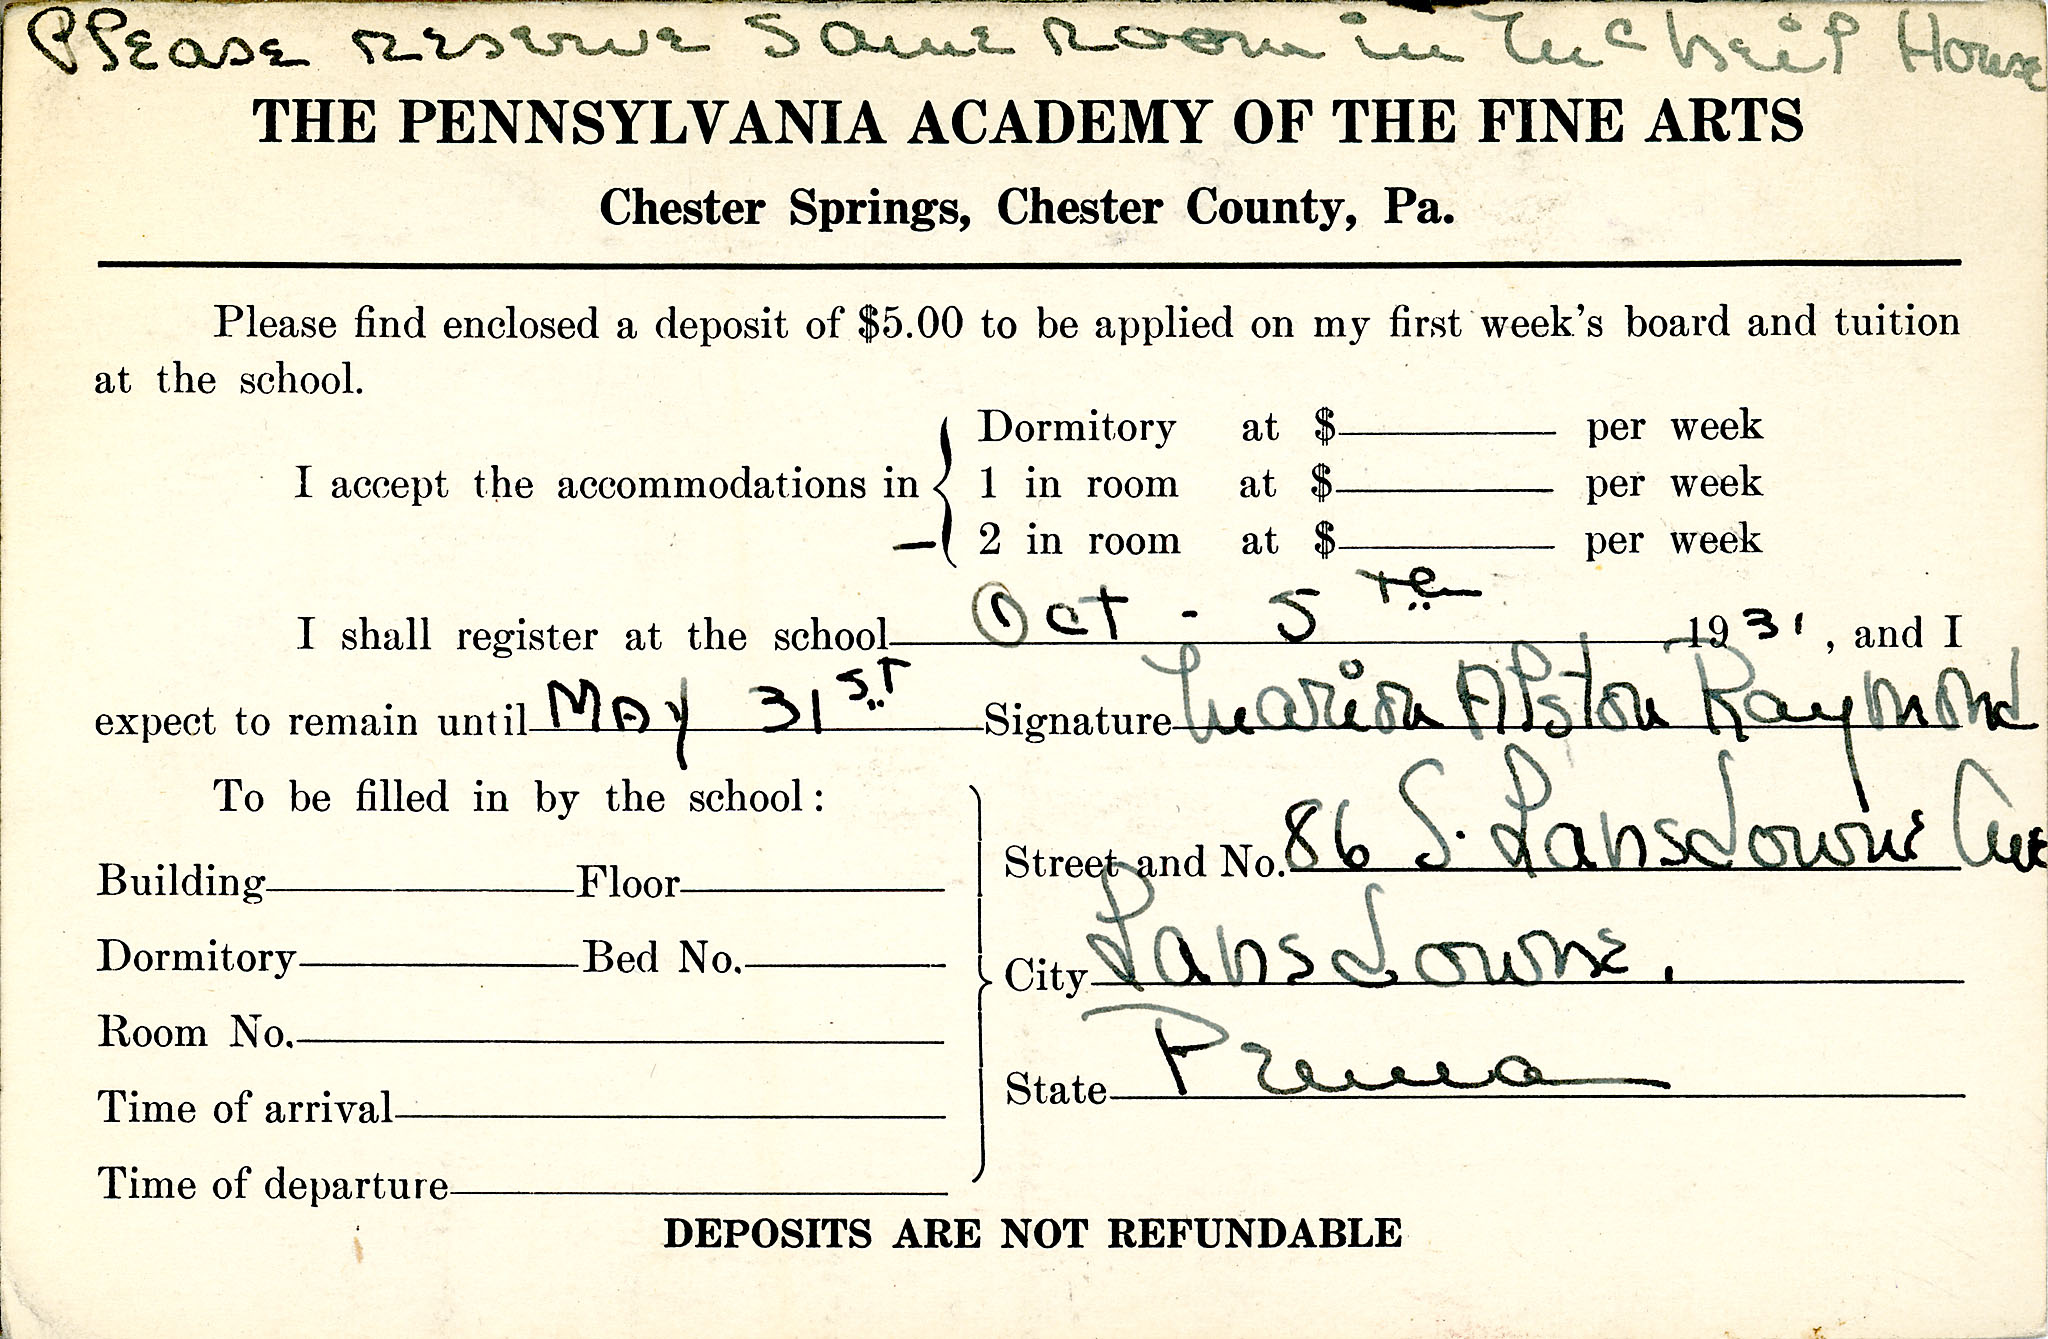 Please reserve same room in McNeil House
THE PENNSYLVANIA ACADEMY OF THE FINE ARTS
Chester Springs, Chester County, Pa.
Please find enclosed a deposit of $5.00 to be applied on my first week's board and tuition
at the school.
Dormitory at $ per week
I accept the accommodations in 1 in room at $ per week
– 2 in room at $ per week
I shall register at the school Oct - 5th 1931, and I
expect to remain until May 31st Signature Marion Alston Raymond
To be filled in by the school:
Street and No. 86 S. Lansdowne Ave
Building Floor
City Lansdowne.
Dormitory Bed No.
Room No.
State Penna
Time of arrival
Time of departure
DEPOSITS ARE NOT REFUNDABLE